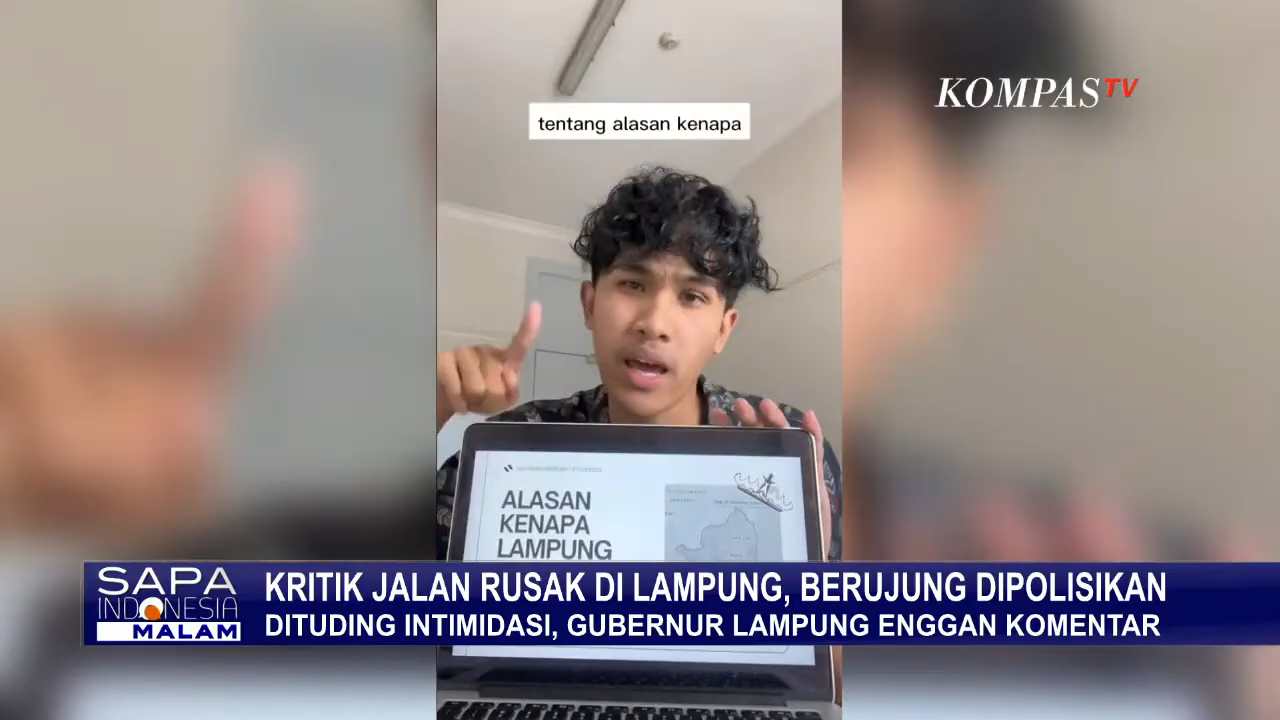 KOMPASTV
tentang alasan kenapa
ALASAN
KENAPA
LAMPUNG
SAPA
INDONESIA
MALAM
KRITIK JALAN RUSAK DI LAMPUNG, BERUJUNG DIPOLISIKAN
DITUDING INTIMIDASI, GUBERNUR LAMPUNG ENGGAN KOMENTAR